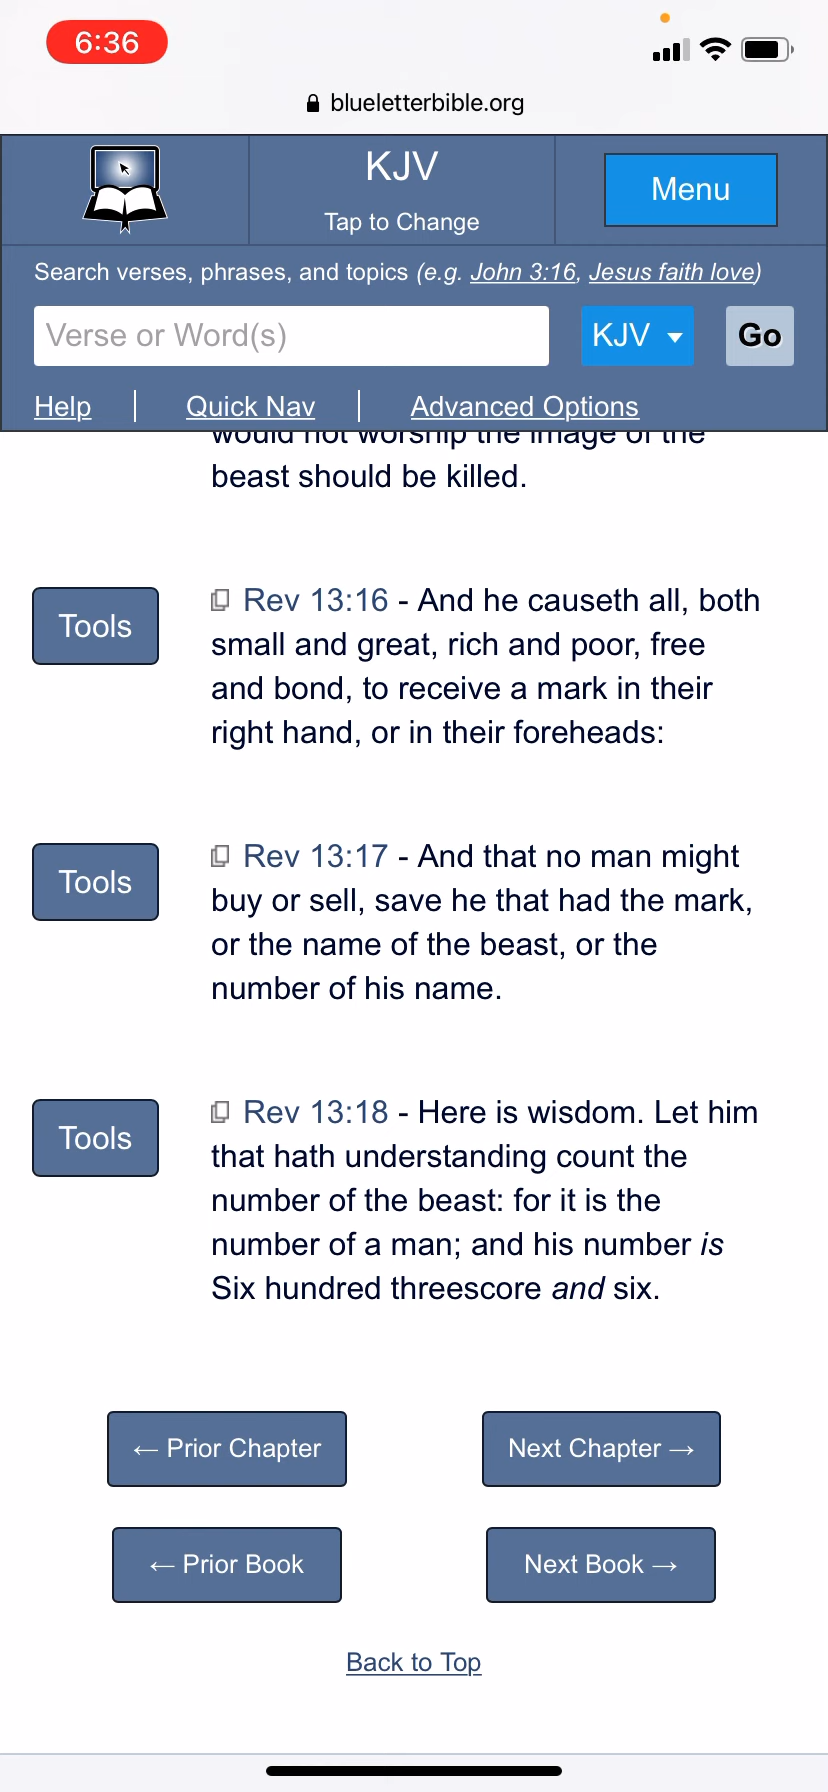 6:36
blueletterbible.org
KJV
Tap to Change
Menu
Search verses, phrases, and topics (e.g. John 3:16, Jesus faith love)
Verse or Word(s)
KJV
Go
Help
Quick Nav
Advanced Options
would not worship the image of the
beast should be killed.
Tools
Rev 13:16 - And he causeth all, both
small and great, rich and poor, free
and bond, to receive a mark in their
right hand, or in their foreheads:
Tools
Rev 13:17 - And that no man might
buy or sell, save he that had the mark,
or the name of the beast, or the
number of his name.
Tools
Rev 13:18 - Here is wisdom. Let him
that hath understanding count the
number of the beast: for it is the
number of a man; and his number is
Six hundred threescore and six.
← Prior Chapter
Next Chapter →
← Prior Book
Next Book →
Back to Top